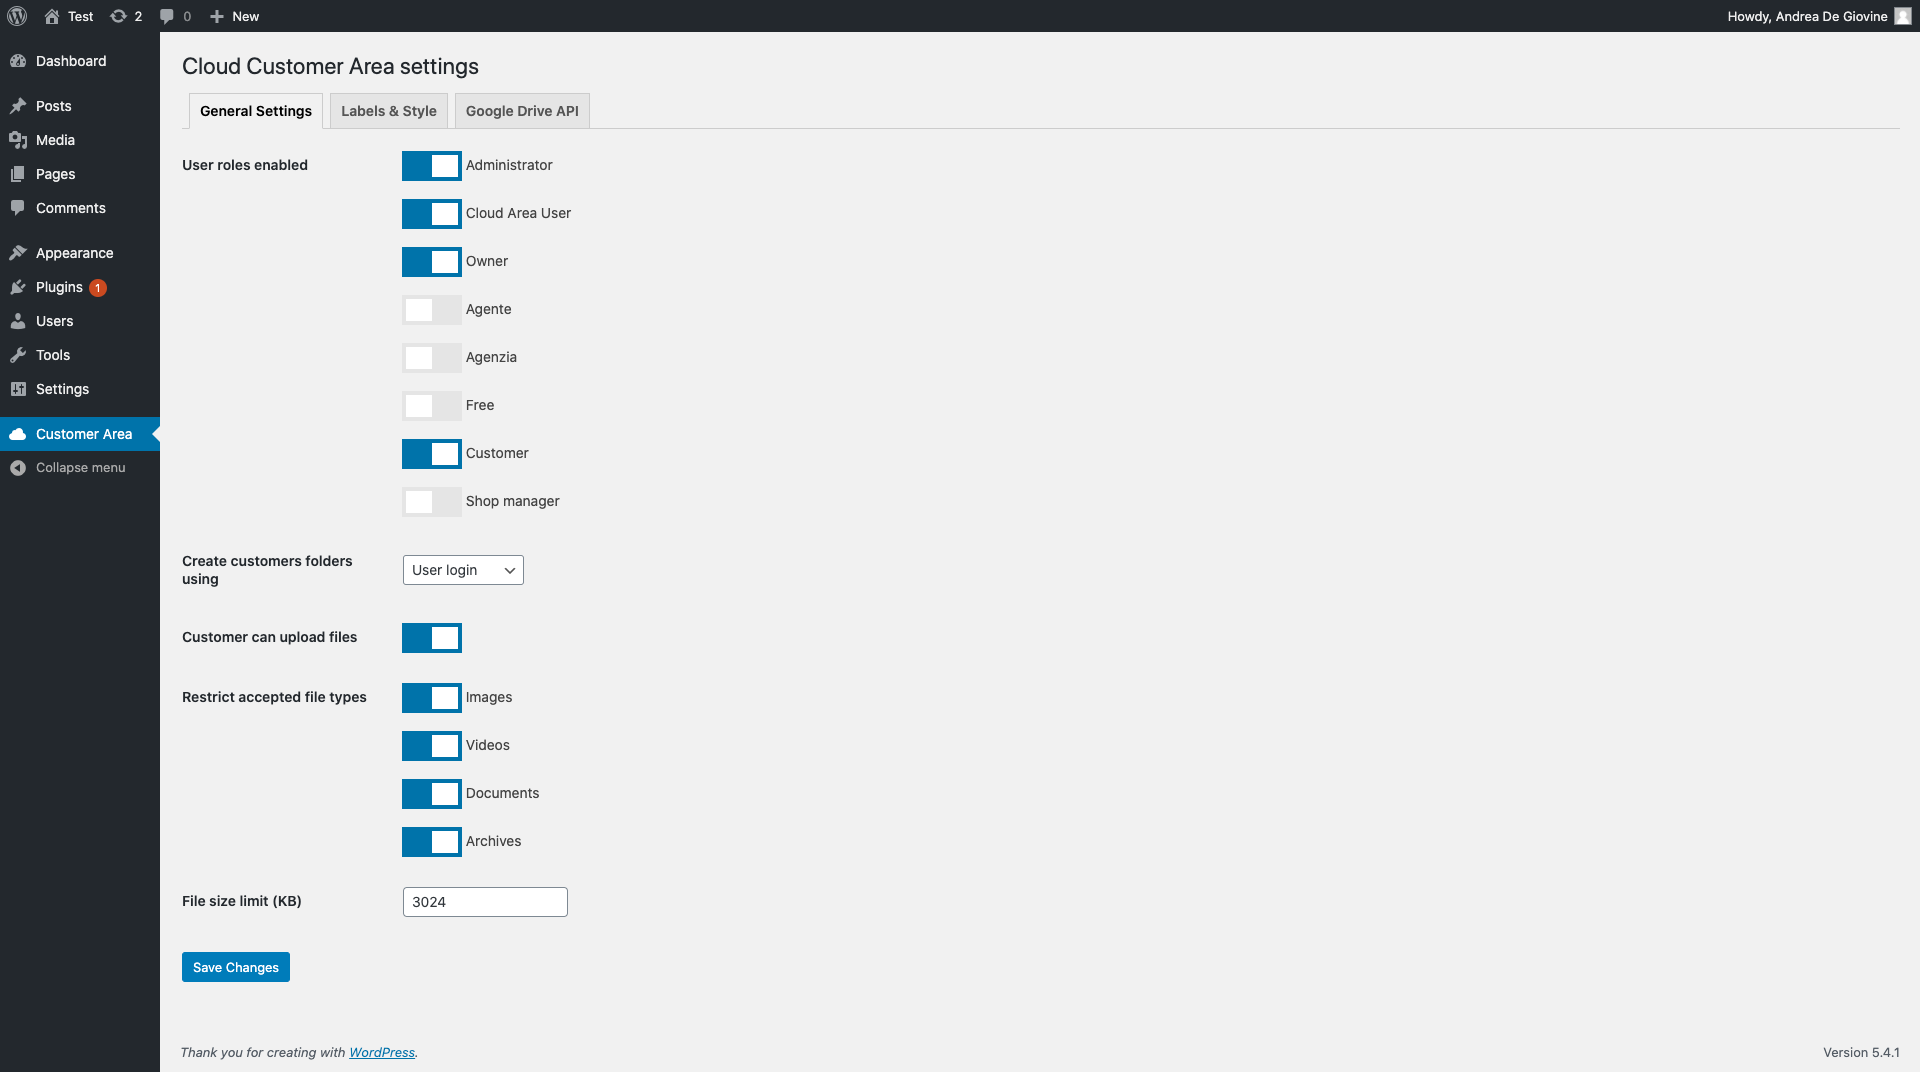 Test 2 0 New Howdy, Andrea De Giovine
Dashboard
Posts
Media
Pages
Comments
Appearance
Plugins 1
Users
Tools
Settings
Customer Area
Collapse menu
Cloud Customer Area settings
General Settings Labels & Style Google Drive API
User roles enabled Administrator
Cloud Area User
Owner
Agente
Agenzia
Free
Customer
Shop manager
Create customers folders
using
User login
Customer can upload files
Restrict accepted file types Images
Videos
Documents
Archives
File size limit (KB) 3024
Save Changes
Thank you for creating with WordPress. Version 5.4.1